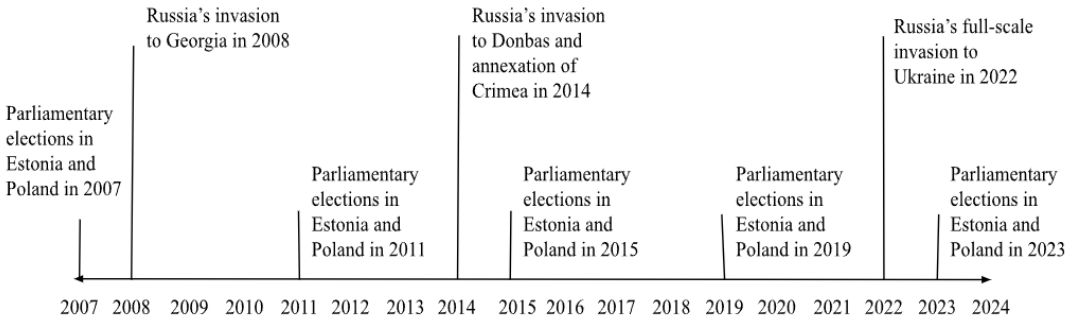 Russia's invasion
to Georgia in 2008
Russia's invasion
to Donbas and
annexation of
Crimea in 2014
Russia's full-scale
invasion to
Ukraine in 2022
Parliamentary
elections in
Estonia and
Poland in 2007
Parliamentary
elections in
Estonia and
Poland in 2011
Parliamentary
elections in
Estonia and
Poland in 2015
Parliamentary
elections in
Estonia and
Poland in 2019
Parliamentary
elections in
Estonia and
Poland in 2023
2007 2008 2009 2010 2011 2012 2013 2014 2015 2016 2017 2018 2019 2020 2021 2022 2023 2024